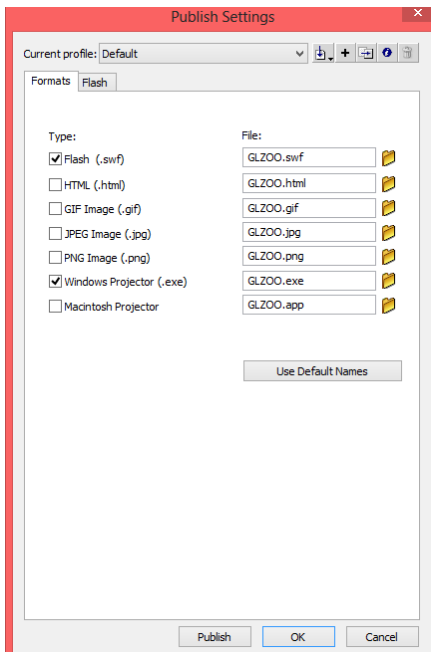 Publish Settings
Current profile: Default
Formats Flash
Type: File:
Flash (.swf) GLZOO.swf
HTML (.html) GLZOO.html
GIF Image (.gif) GLZOO.gif
JPEG Image (.jpg) GLZOO.jpg
PNG Image (.png) GLZOO.png
Windows Projector (.exe) GLZOO.exe
Macintosh Projector GLZOO.app
Use Default Names
Publish OK Cancel